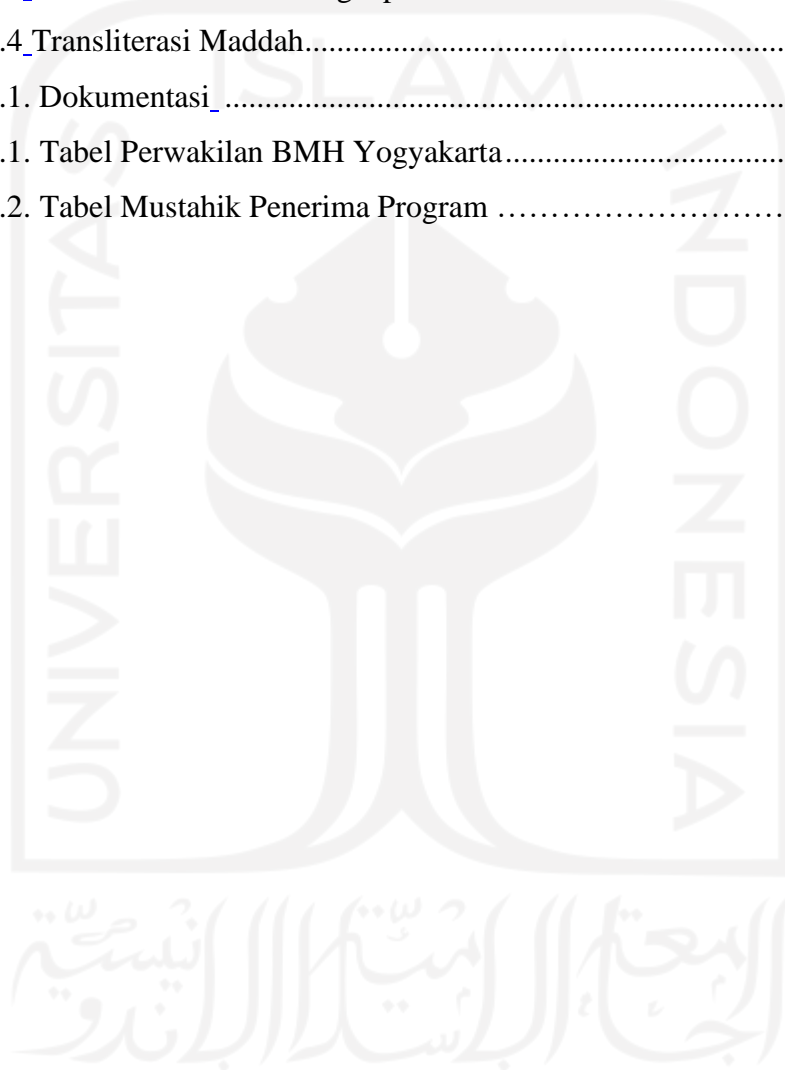 .4 Transliterasi Maddah................................................................
.1. Dokumentasi ........................................................................
.1. Tabel Perwakilan BMH Yogyakarta...................................
.2. Tabel Mustahik Penerima Program …………………………
ISLAM
UNIVERSITAS
INDONESIA